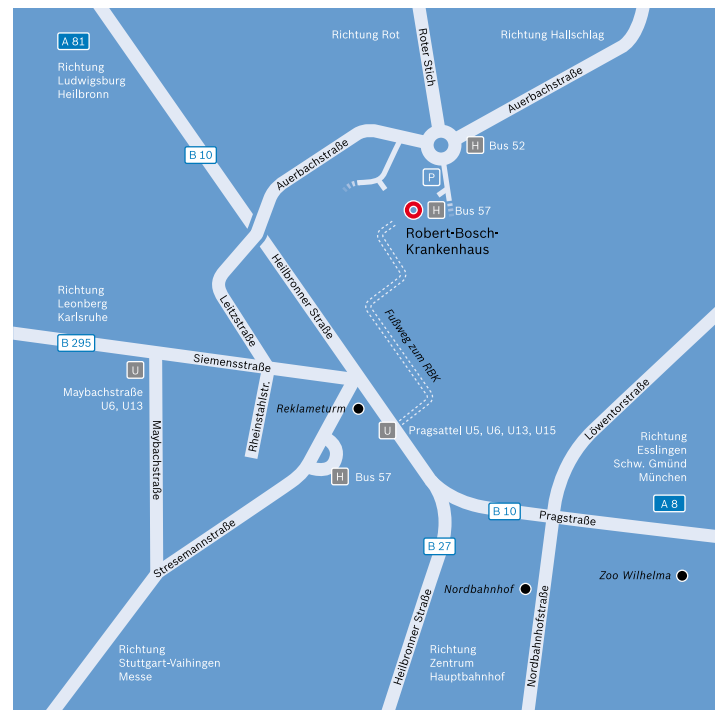 A 81
Richtung
Ludwigsburg
Heilbronn
Richtung Rot
Roter Stich
Richtung Hallschlag
Auerbachstraße
B 10
Auerbachstraße
H Bus 52
P
H Bus 57
Robert-Bosch-
Krankenhaus
Heilbronner Straße
Leitzstraße
Fußweg zum RBK
Richtung
Leonberg
Karlsruhe
B 295
Siemensstraße
U
Maybachstraße
U6, U13
Maybachstraße
Rheinstahlstr.
Reklameturm
U Pragsattel U5, U6, U13, U15
Löwentorstraße
Richtung
Esslingen
Schw. Gmünd
München
A 8
H Bus 57
Stresemannstraße
B 10
Pragstraße
B 27
Heilbronner Straße
Nordbahnhof
Nordbahnhofstraße
Zoo Wilhelma
Richtung
Stuttgart-Vaihingen
Messe
Richtung
Zentrum
Hauptbahnhof